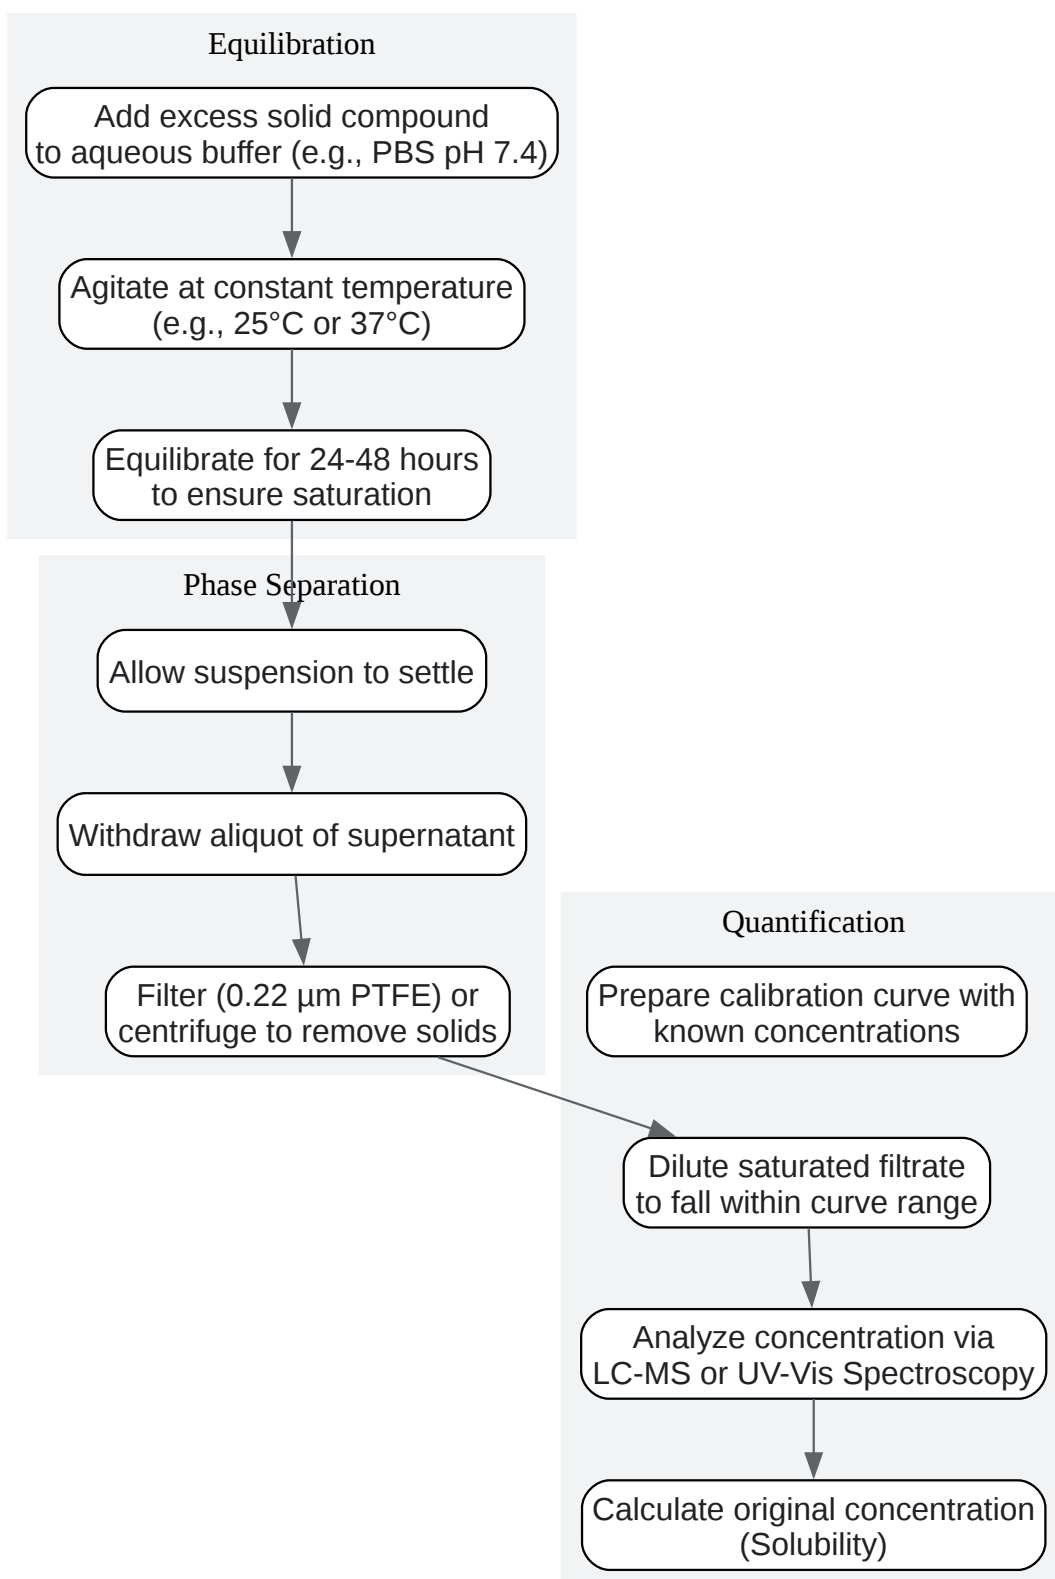 Equilibration
Add excess solid compound
to aqueous buffer (e.g., PBS pH 7.4)
Agitate at constant temperature
(e.g., 25°C or 37°C)
Equilibrate for 24-48 hours
to ensure saturation
Phase Separation
Allow suspension to settle
Withdraw aliquot of supernatant
Filter (0.22 µm PTFE) or
centrifuge to remove solids
Quantification
Prepare calibration curve with
known concentrations
Dilute saturated filtrate
to fall within curve range
Analyze concentration via
LC-MS or UV-Vis Spectroscopy
Calculate original concentration
(Solubility)